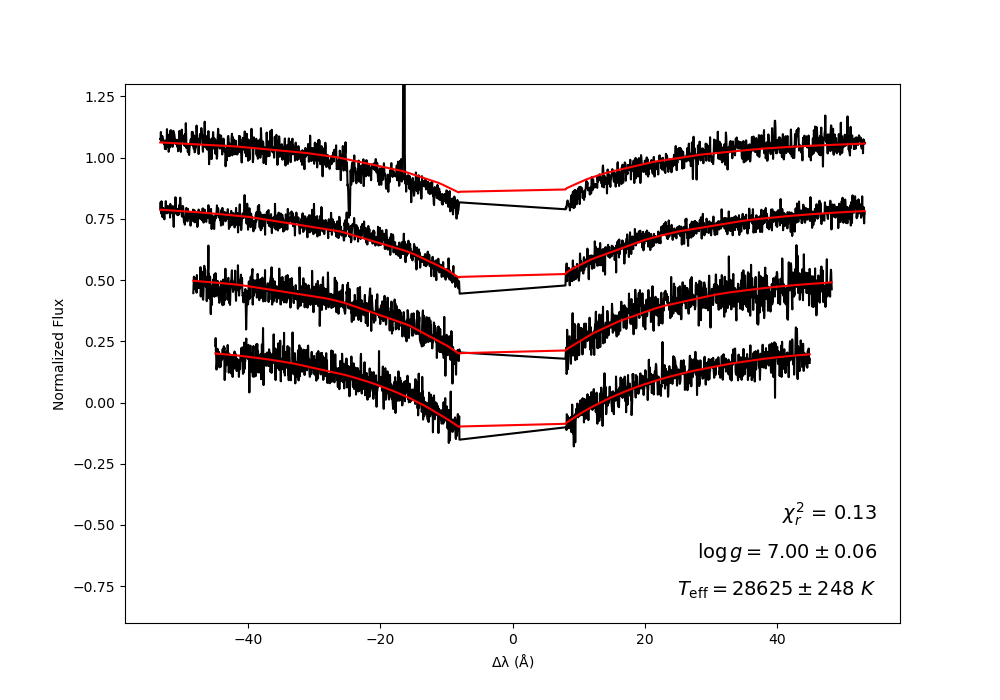 1.25
1.00
0.75
0.50
0.25
0.00
−0.25
−0.50
−0.75
Normalized Flux
χ²ᵣ = 0.13
log g = 7.00 ± 0.06
T_eff = 28625 ± 248 K
−40 −20 0 20 40
Δλ (Å)